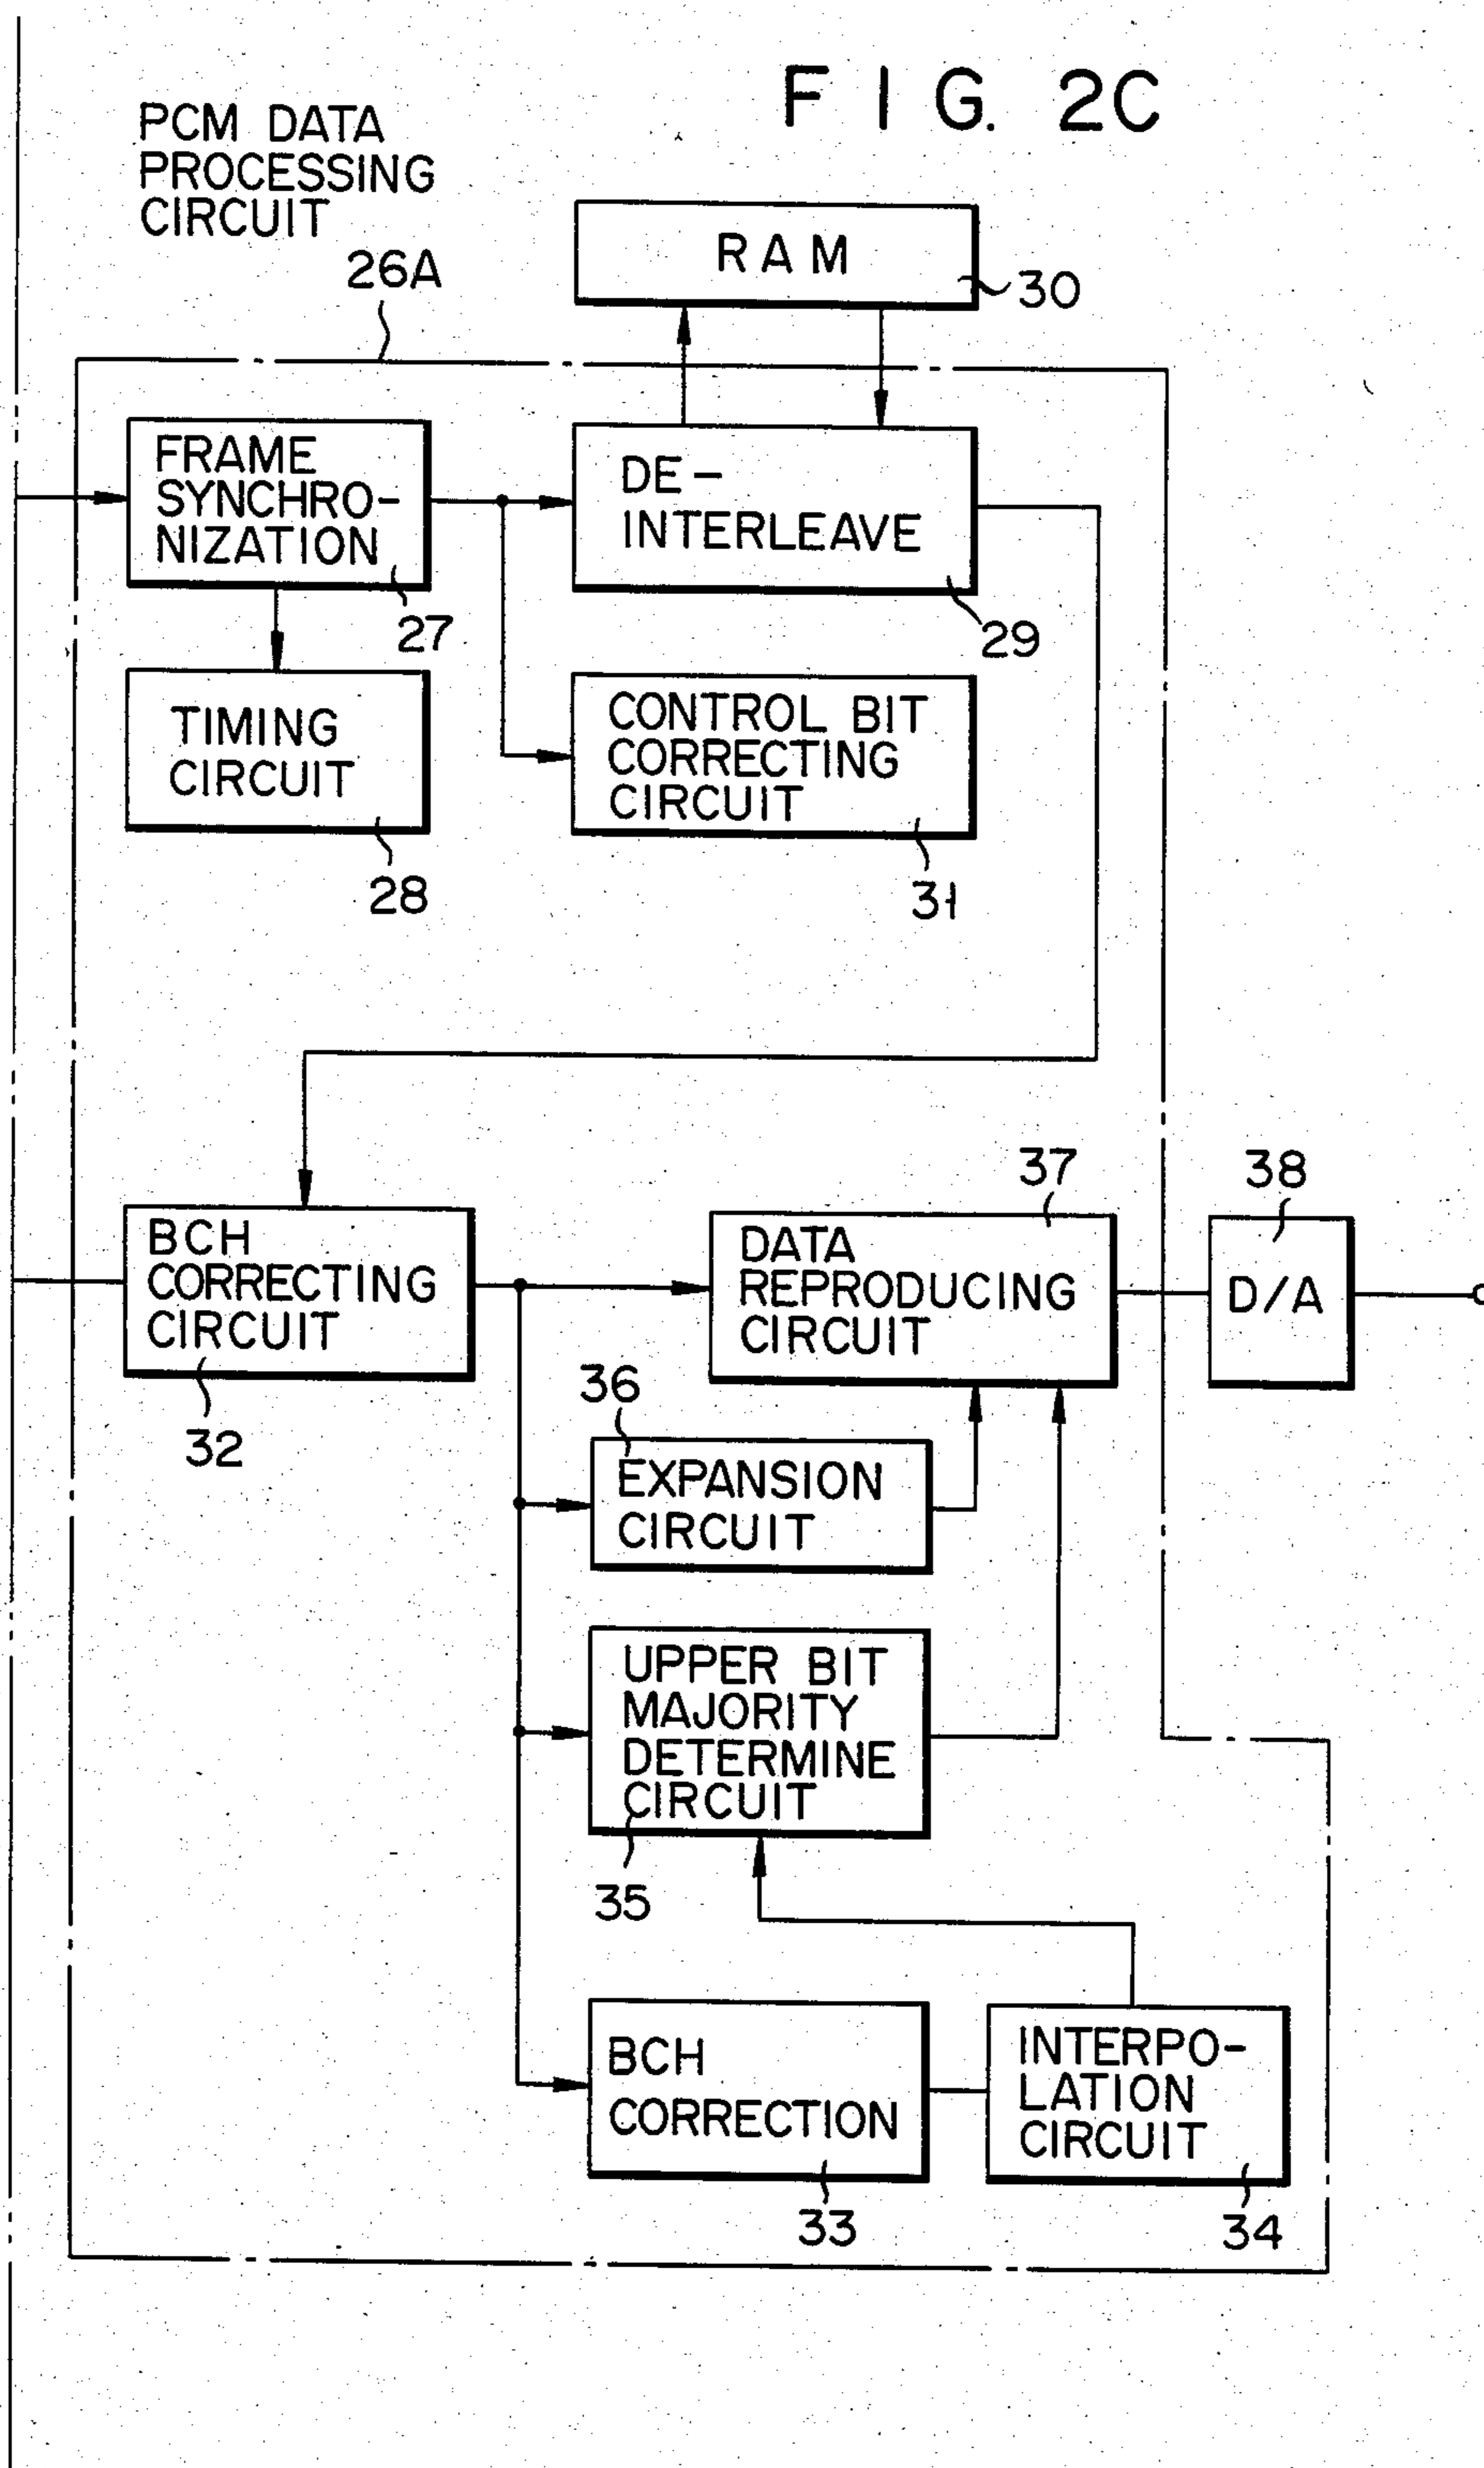 FIG. 2C
PCM DATA
PROCESSING
CIRCUIT
26A
RAM
30
FRAME
SYNCHRO-
NIZATION
27
DE-
INTERLEAVE
29
TIMING
CIRCUIT
28
CONTROL BIT
CORRECTING
CIRCUIT
31
BCH
CORRECTING
CIRCUIT
32
37
DATA
REPRODUCING
CIRCUIT
38
D/A
36
EXPANSION
CIRCUIT
UPPER BIT
MAJORITY
DETERMINE
CIRCUIT
35
BCH
CORRECTION
33
INTERPO-
LATION
CIRCUIT
34